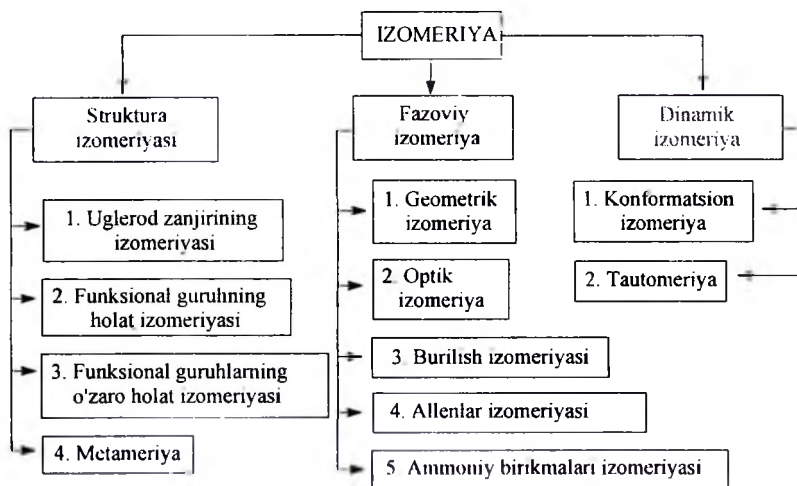 IZOMERIYA
Struktura
izomeriyasi
1. Uglerod zanjirining
izomeriyasi
2. Funksional guruhning
holat izomeriyasi
3. Funksional guruhlarning
o'zaro holat izomeriyasi
4. Metameriya
Fazoviy
izomeriya
1. Geometrik
izomeriya
2. Optik
izomeriya
3. Burilish izomeriyasi
4. Allenlar izomeriyasi
5 Ammoniy birikmalari izomeriyasi
Dinamik
izomeriya
1. Konformatsion
izomeriya
2. Tautomeriya